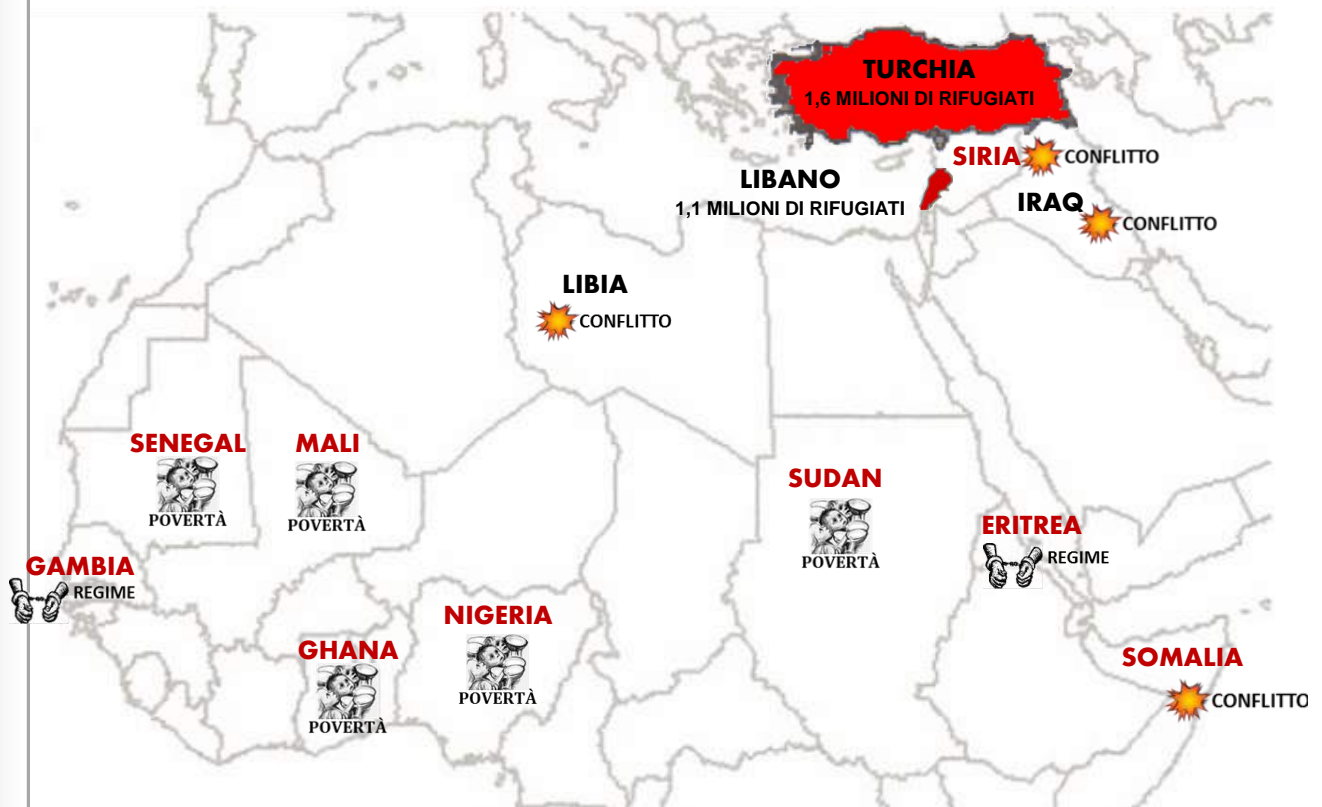 TURCHIA
1,6 MILIONI DI RIFUGIATI
SIRIA
CONFLITTO
LIBANO
1,1 MILIONI DI RIFUGIATI
IRAQ
CONFLITTO
LIBIA
CONFLITTO
SENEGAL
POVERTÀ
MALI
POVERTÀ
SUDAN
POVERTÀ
ERITREA
REGIME
GAMBIA
REGIME
GHANA
POVERTÀ
NIGERIA
POVERTÀ
SOMALIA
CONFLITTO